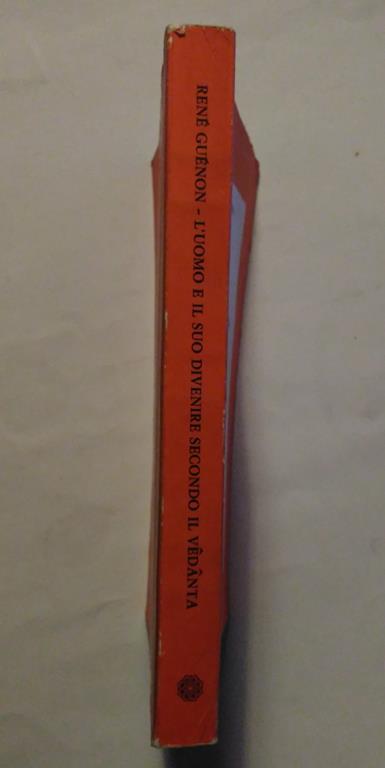 RENÉ GUÉNON - L'UOMO E IL SUO DIVENIRE SECONDO IL VÊDÂNTA